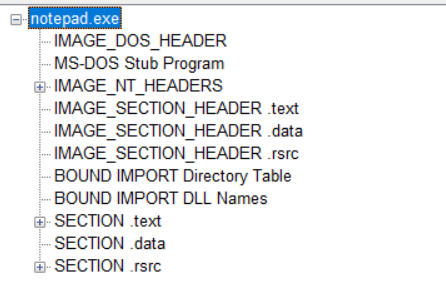 notepad.exe
IMAGE_DOS_HEADER
MS-DOS Stub Program
IMAGE_NT_HEADERS
IMAGE_SECTION_HEADER .text
IMAGE_SECTION_HEADER .data
IMAGE_SECTION_HEADER .rsrc
BOUND IMPORT Directory Table
BOUND IMPORT DLL Names
SECTION .text
SECTION .data
SECTION .rsrc